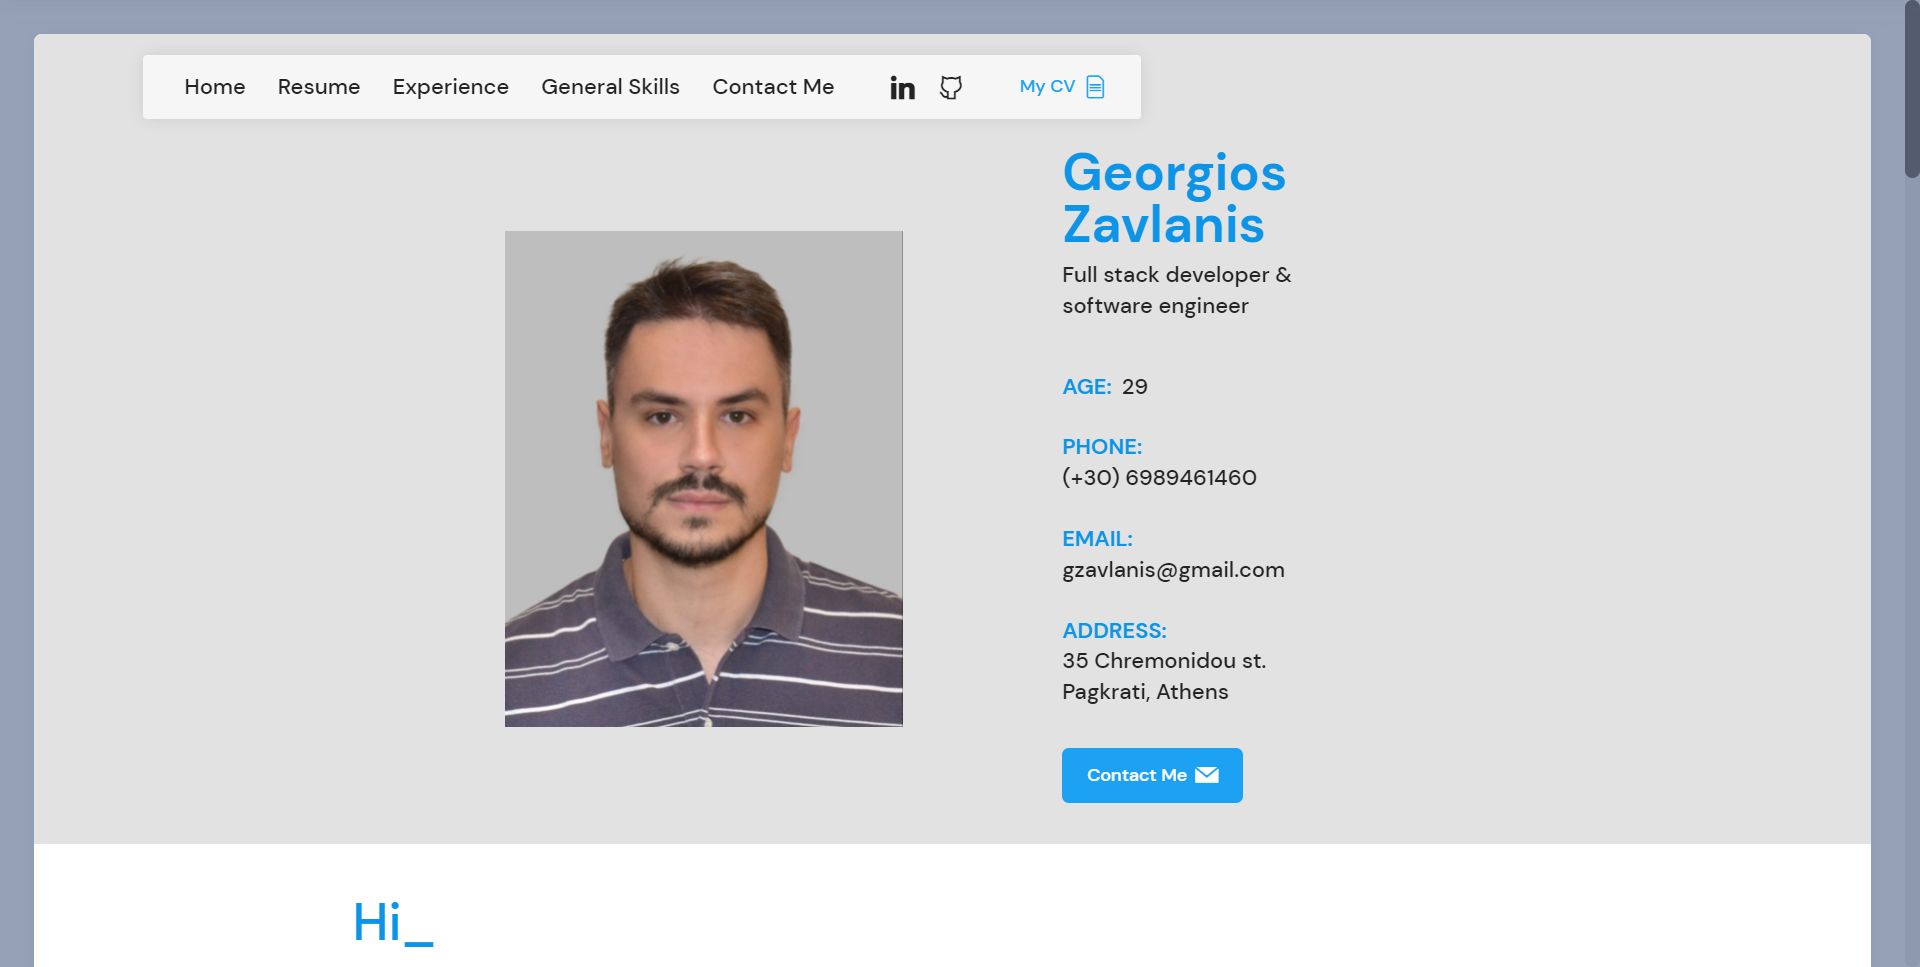 Home Resume Experience General Skills Contact Me in My CV
Georgios
Zavlanis
Full stack developer &
software engineer
AGE: 29
PHONE:
(+30) 6989461460
EMAIL:
gzavlanis@gmail.com
ADDRESS:
35 Chremonidou st.
Pagkrati, Athens
Contact Me
Hi_